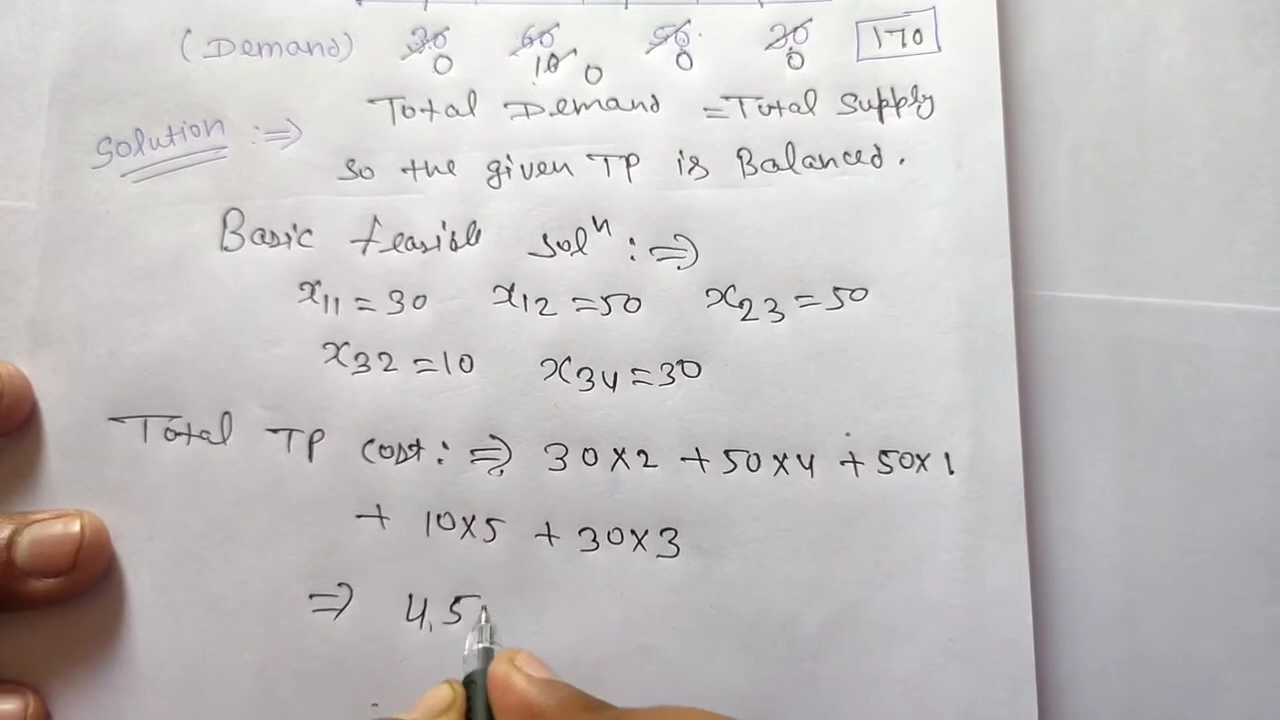 (Demand) 30 60 50 30 170
0 10 0 0 0
Solution :⇒ Total Demand = Total Supply
so the given TP is Balanced.
Basic feasible solⁿ :⇒
x₁₁ = 30 x₁₂ = 50 x₂₃ = 50
x₃₂ = 10 x₃₄ = 30
Total TP cost :⇒ 30×2 + 50×4 + 50×1
+ 10×5 + 30×3
⇒ 4,5